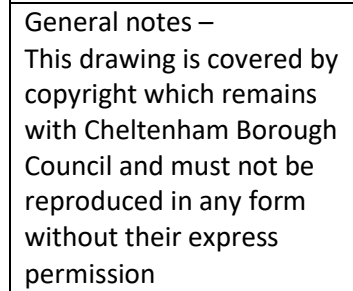 General notes –
This drawing is covered by
copyright which remains
with Cheltenham Borough
Council and must not be
reproduced in any form
without their express
permission